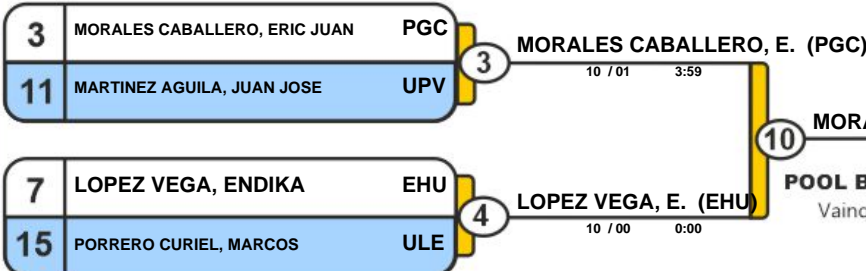 3 MORALES CABALLERO, ERIC JUAN PGC
11 MARTINEZ AGUILA, JUAN JOSE UPV
3
MORALES CABALLERO, E. (PGC)
10 / 01 3:59
7 LOPEZ VEGA, ENDIKA EHU
15 PORRERO CURIEL, MARCOS ULE
4
LOPEZ VEGA, E. (EHU)
10 / 00 0:00
10
MORA
POOL B
Vainc